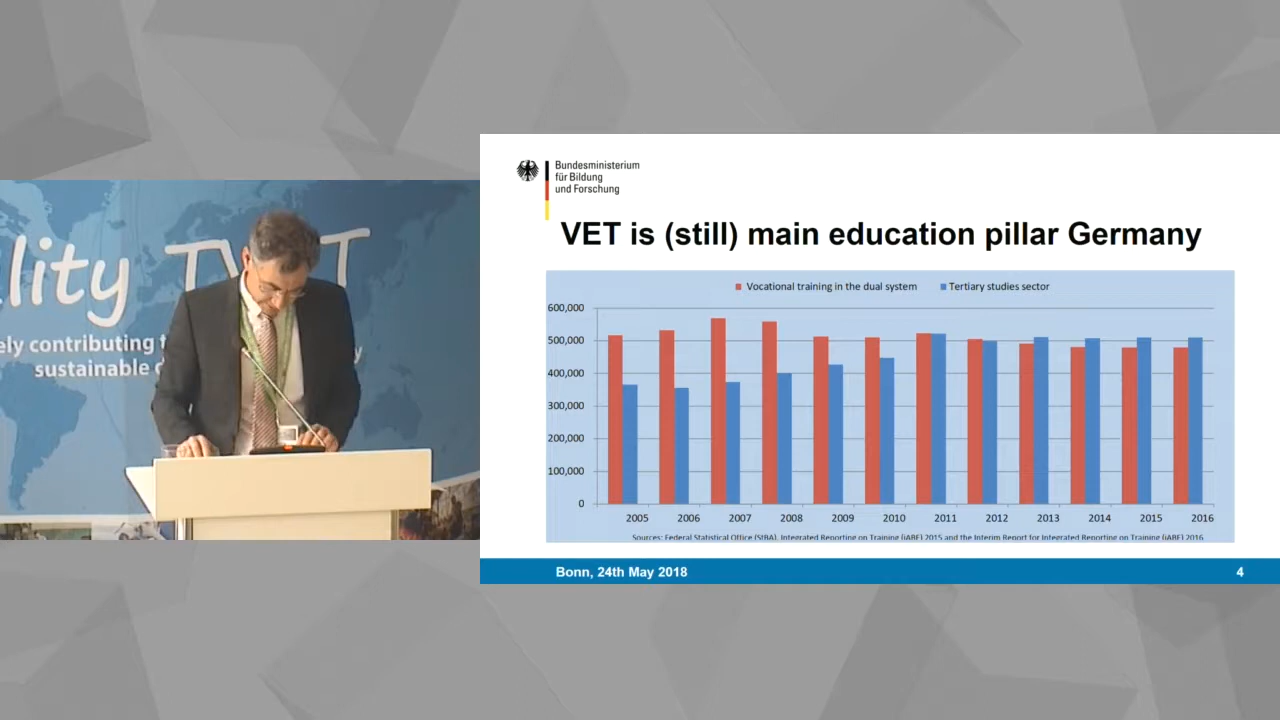 lity TVET
ely contributing t
y
sustainable
Bundesministerium
für Bildung
und Forschung
VET is (still) main education pillar Germany
Vocational training in the dual system
Tertiary studies sector
600,000
500,000
400,000
300,000
200,000
100,000
0
2005 2006 2007 2008 2009 2010 2011 2012 2013 2014 2015 2016
Sources: Federal Statistical Office (StBA), Integrated Reporting on Training (iABE) 2015 and the Interim Report for Integrated Reporting on Training (iABE) 2016
Bonn, 24th May 2018
4